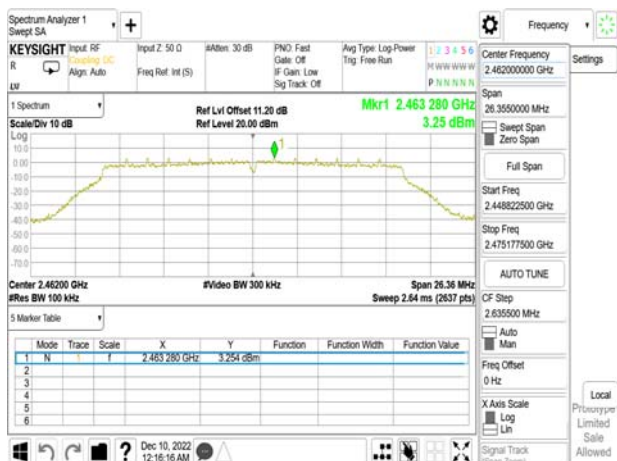 Spectrum Analyzer 1
Swept SA
+
Frequency
KEYSIGHT
R
LVI
Input: RF
Coupling: DC
Align: Auto
Input Z: 50 Ω
Freq Ref: Int (S)
#Atten: 30 dB
PNO: Fast
Gate: Off
IF Gain: Low
Sig Track: Off
Avg Type: Log-Power
Trig: Free Run
1 2 3 4 5 6
M W W W W W
P N N N N N
1 Spectrum
Scale/Div 10 dB
Ref Lvl Offset 11.20 dB
Ref Level 20.00 dBm
Mkr1 2.463 280 GHz
3.25 dBm
Log
10.0
0.00
-10.0
-20.0
-30.0
-40.0
-50.0
-60.0
-70.0
1
Center 2.46200 GHz
#Res BW 100 kHz
#Video BW 300 kHz
Span 26.36 MHz
Sweep 2.64 ms (2637 pts)
5 Marker Table
Mode Trace Scale X Y Function Function Width Function Value
1 N 1 f 2.463 280 GHz 3.254 dBm
2
3
4
5
6
Dec 10, 2022
12:16:16 AM
Center Frequency
2.462000000 GHz
Span
26.3550000 MHz
Swept Span
Zero Span
Full Span
Start Freq
2.448822500 GHz
Stop Freq
2.475177500 GHz
AUTO TUNE
CF Step
2.635500 MHz
Auto
Man
Freq Offset
0 Hz
X Axis Scale
Log
Lin
Signal Track
Settings
Local
Prototype
Limited
Sale
Allowed